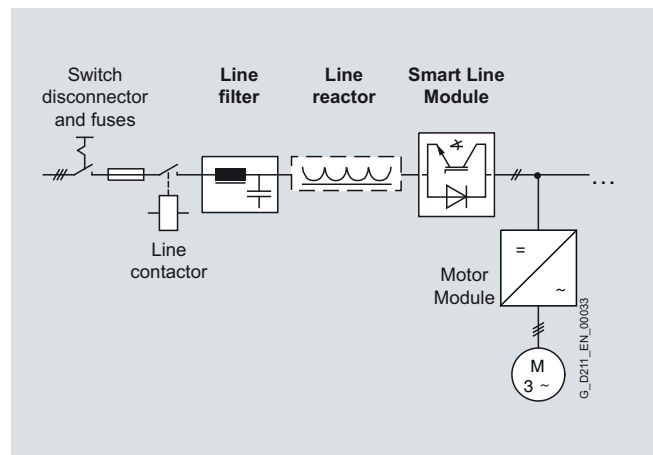 Switch
disconnector
and fuses
Line
filter
Line
reactor
Smart Line
Module
...
Line
contactor
=
~
Motor
Module
M
3 ~
G_D211_EN_00033